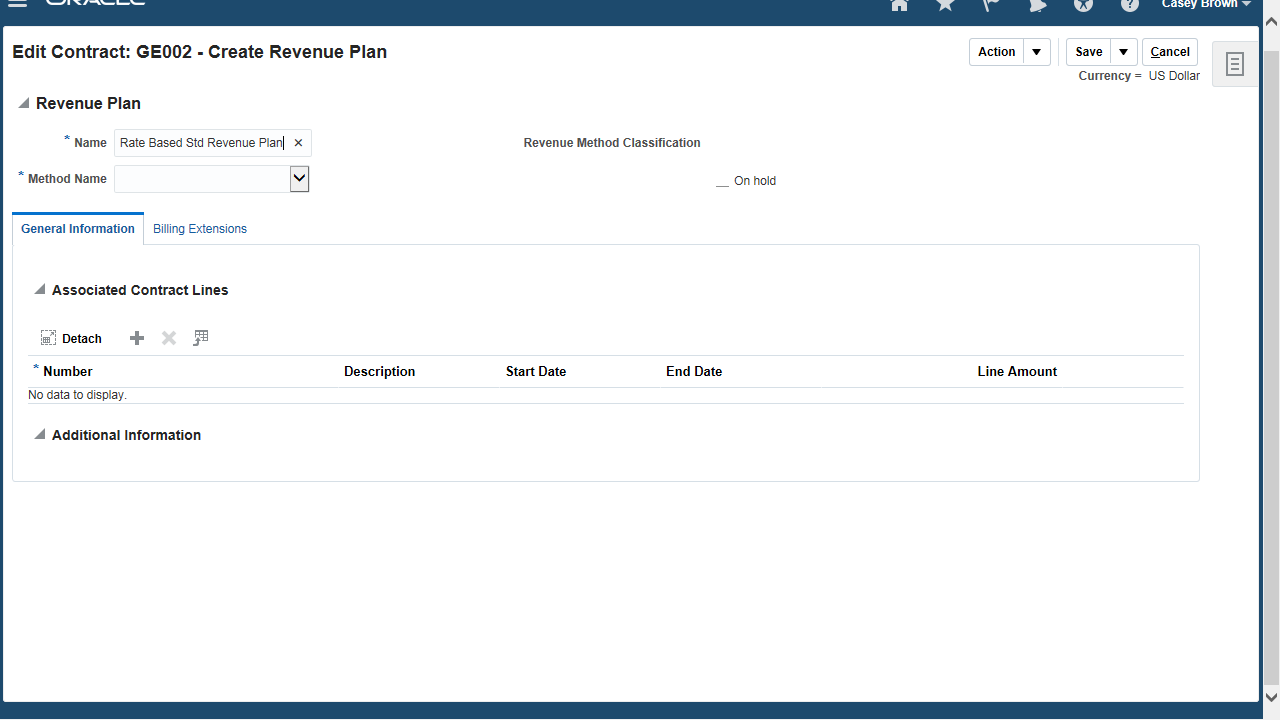 ORACLE
Casey Brown
Edit Contract: GE002 - Create Revenue Plan
Action
Save
Cancel
Currency = US Dollar
Revenue Plan
* Name Rate Based Std Revenue Plan
Revenue Method Classification
* Method Name
On hold
General Information
Billing Extensions
Associated Contract Lines
Detach
* Number Description Start Date End Date Line Amount
No data to display.
Additional Information